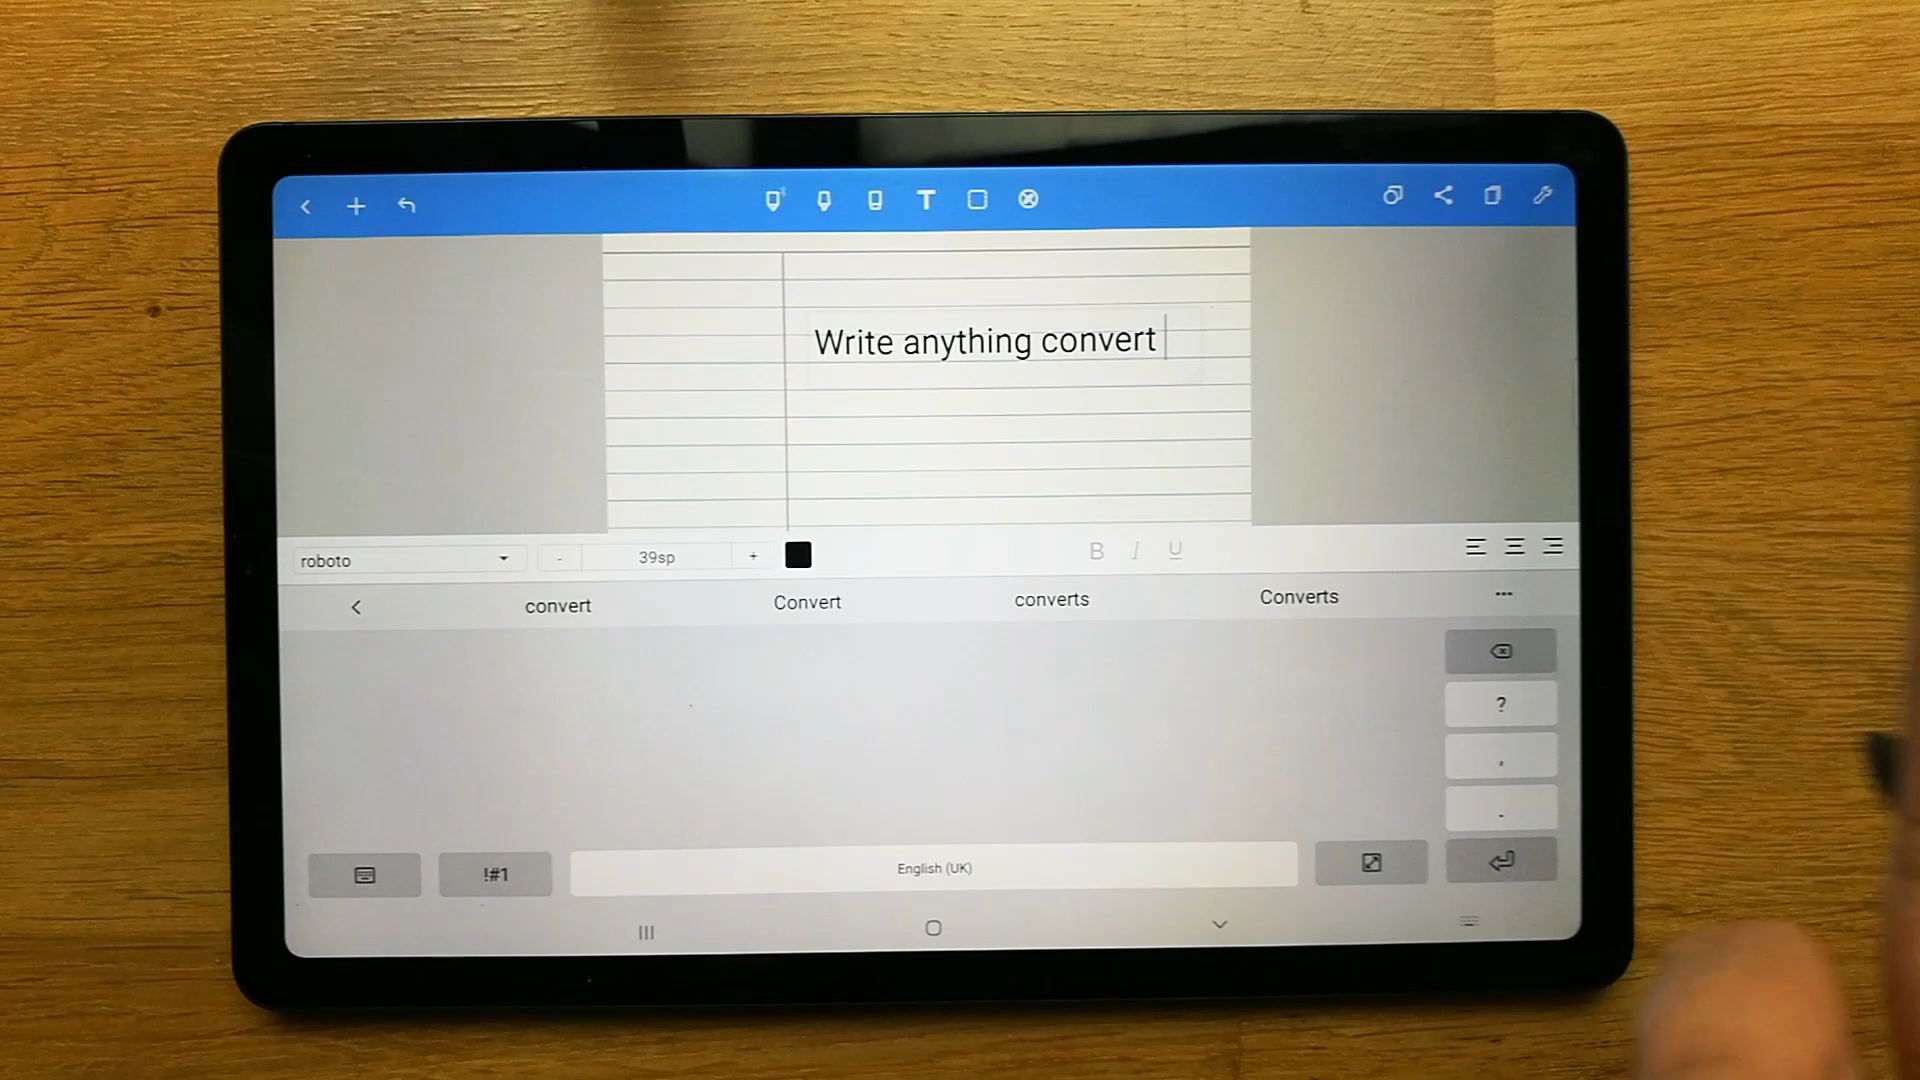 T
Write anything convert
roboto
-
39sp
+
B I U
convert
Convert
converts
Converts
...
?
,
.
!#1
English (UK)